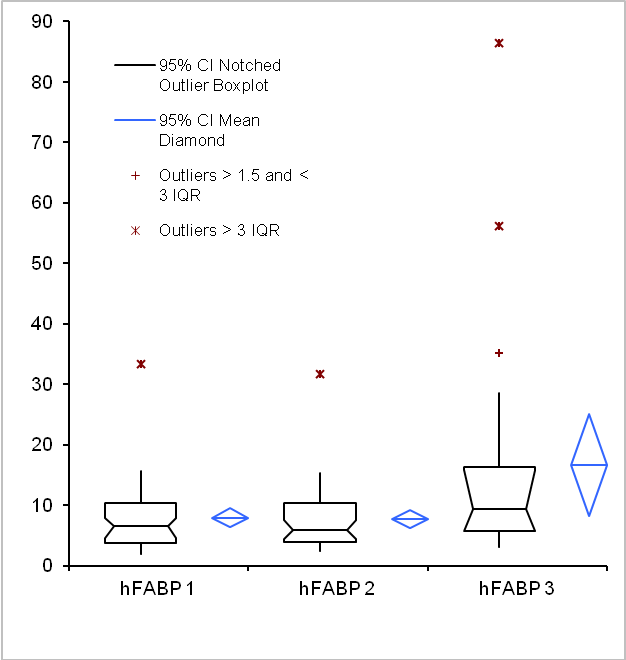 90
80
70
60
50
40
30
20
10
0
95% CI Notched
Outlier Boxplot
95% CI Mean
Diamond
Outliers > 1.5 and <
3 IQR
Outliers > 3 IQR
hFABP 1
hFABP 2
hFABP 3